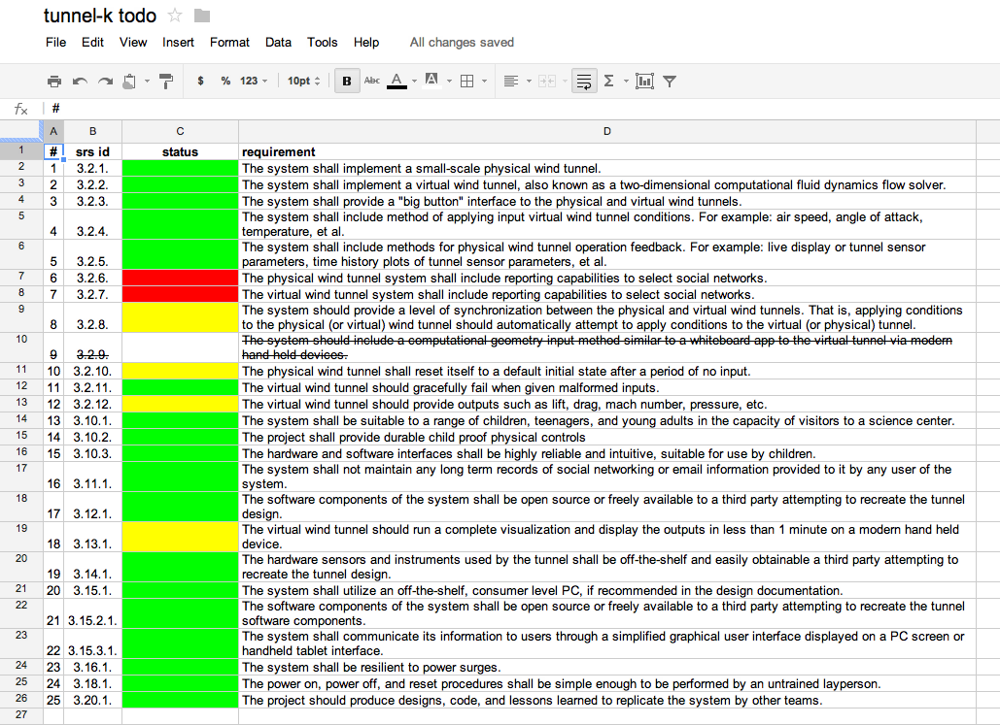 tunnel-k todo
File Edit View Insert Format Data Tools Help All changes saved
$ % 123 10pt B Abc A A Σ
fx #
A B C D
1 # srs id status requirement
2 1 3.2.1. The system shall implement a small-scale physical wind tunnel.
3 2 3.2.2. The system shall implement a virtual wind tunnel, also known as a two-dimensional computational fluid dynamics flow solver.
4 3 3.2.3. The system shall provide a "big button" interface to the physical and virtual wind tunnels.
5 The system shall include method of applying input virtual wind tunnel conditions. For example: air speed, angle of attack,
4 3.2.4. temperature, et al.
6 The system shall include methods for physical wind tunnel operation feedback. For example: live display or tunnel sensor
5 3.2.5. parameters, time history plots of tunnel sensor parameters, et al.
7 6 3.2.6. The physical wind tunnel system shall include reporting capabilities to select social networks.
8 7 3.2.7. The virtual wind tunnel system shall include reporting capabilities to select social networks.
9 The system should provide a level of synchronization between the physical and virtual wind tunnels. That is, applying conditions
8 3.2.8. to the physical (or virtual) wind tunnel should automatically attempt to apply conditions to the virtual (or physical) tunnel.
10 The system should include a computational geometry input method similar to a whiteboard app to the virtual tunnel via modern
9 3.2.9. hand held devices.
11 10 3.2.10. The physical wind tunnel shall reset itself to a default initial state after a period of no input.
12 11 3.2.11. The virtual wind tunnel should gracefully fail when given malformed inputs.
13 12 3.2.12. The virtual wind tunnel should provide outputs such as lift, drag, mach number, pressure, etc.
14 13 3.10.1. The system shall be suitable to a range of children, teenagers, and young adults in the capacity of visitors to a science center.
15 14 3.10.2. The project shall provide durable child proof physical controls
16 15 3.10.3. The hardware and software interfaces shall be highly reliable and intuitive, suitable for use by children.
17 The system shall not maintain any long term records of social networking or email information provided to it by any user of the
16 3.11.1. system.
18 The software components of the system shall be open source or freely available to a third party attempting to recreate the tunnel
17 3.12.1. design.
19 The virtual wind tunnel should run a complete visualization and display the outputs in less than 1 minute on a modern hand held
18 3.13.1. device.
20 The hardware sensors and instruments used by the tunnel shall be off-the-shelf and easily obtainable a third party attempting to
19 3.14.1. recreate the tunnel design.
21 20 3.15.1. The system shall utilize an off-the-shelf, consumer level PC, if recommended in the design documentation.
22 The software components of the system shall be open source or freely available to a third party attempting to recreate the tunnel
21 3.15.2.1. software components.
23 The system shall communicate its information to users through a simplified graphical user interface displayed on a PC screen or
22 3.15.3.1. handheld tablet interface.
24 23 3.16.1. The system shall be resilient to power surges.
25 24 3.18.1. The power on, power off, and reset procedures shall be simple enough to be performed by an untrained layperson.
26 25 3.20.1. The project should produce designs, code, and lessons learned to replicate the system by other teams.
27